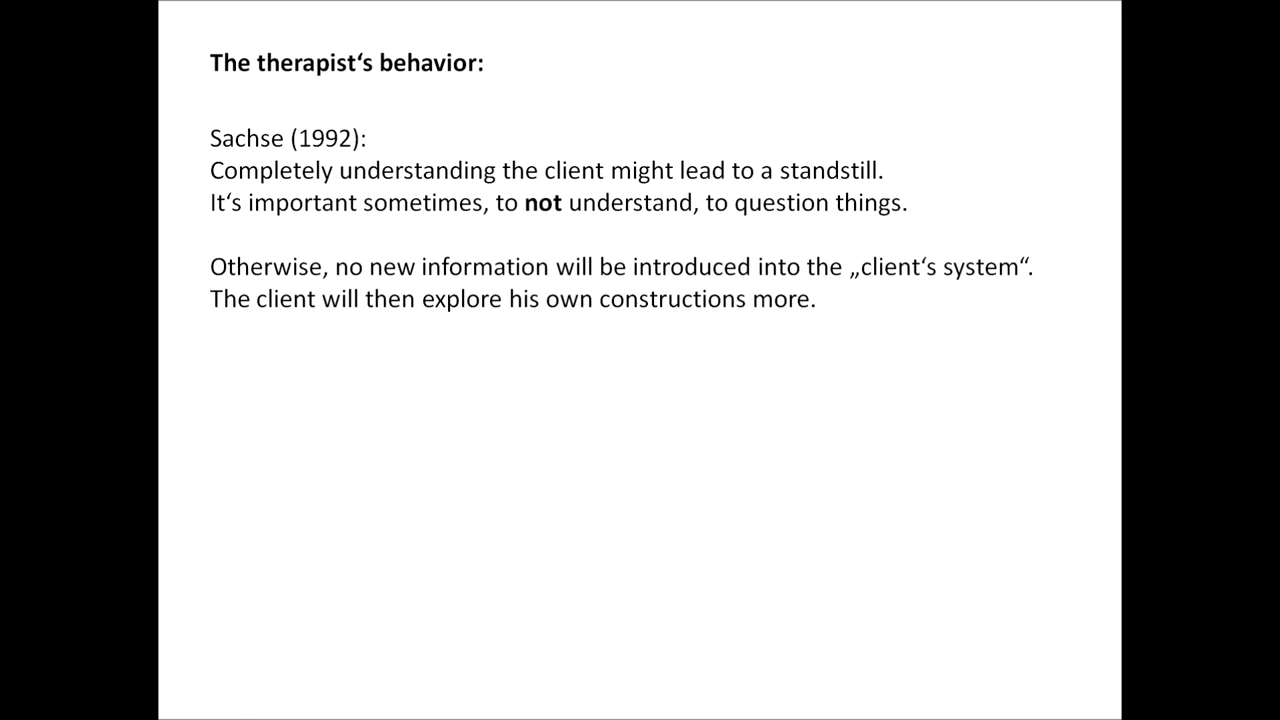 The therapist‘s behavior:
Sachse (1992):
Completely understanding the client might lead to a standstill.
It‘s important sometimes, to not understand, to question things.
Otherwise, no new information will be introduced into the „client‘s system“.
The client will then explore his own constructions more.